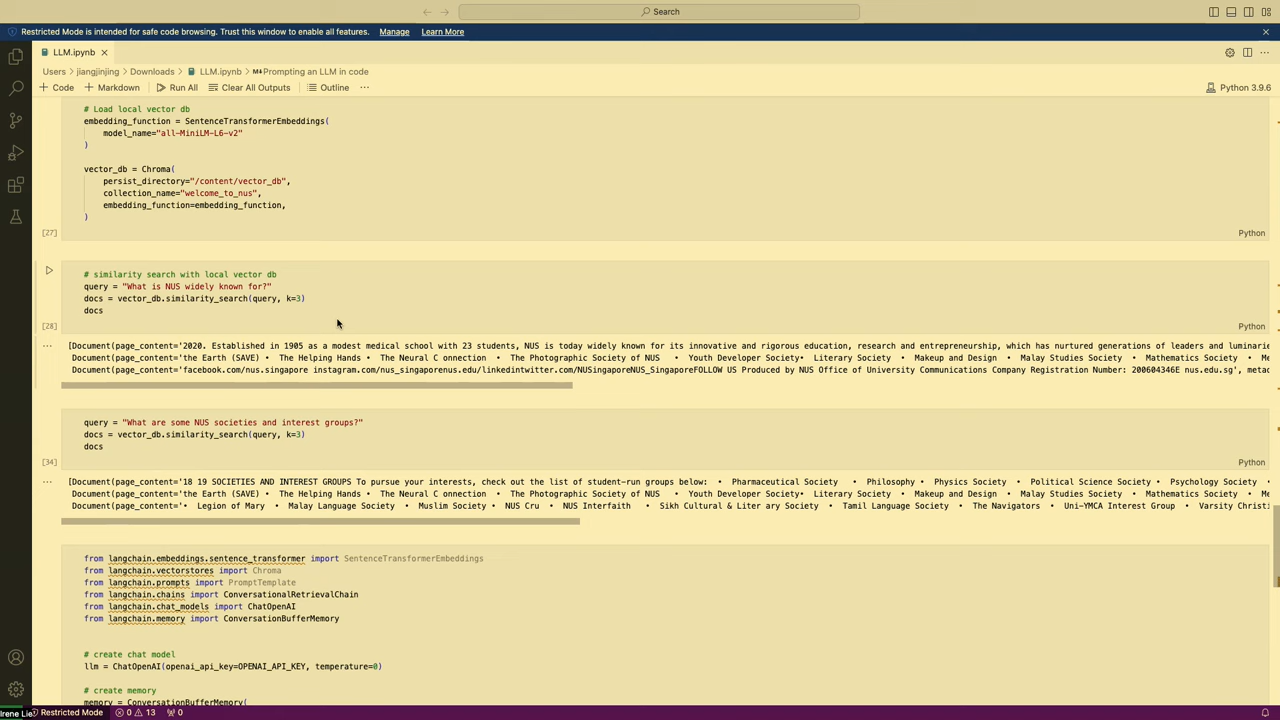 Search
Restricted Mode is intended for safe code browsing. Trust this window to enable all features. Manage Learn More
LLM.ipynb
Users > jiangjinjing > Downloads > LLM.ipynb > Prompting an LLM in code
+ Code + Markdown Run All Clear All Outputs Outline ... Python 3.9.6
# Load local vector db
embedding_function = SentenceTransformerEmbeddings(
model_name="all-MiniLM-L6-v2"
)
vector_db = Chroma(
persist_directory="/content/vector_db",
collection_name="welcome_to_nus",
embedding_function=embedding_function,
)
[27] Python
# similarity search with local vector db
query = "What is NUS widely known for?"
docs = vector_db.similarity_search(query, k=3)
docs
[28] Python
[Document(page_content='2020. Established in 1905 as a modest medical school with 23 students, NUS is today widely known for its innovative and rigorous education, research and entrepreneurship, which has nurtured generations of leaders and luminarie
Document(page_content='the Earth (SAVE) • The Helping Hands • The Neural C onnection • The Photographic Society of NUS • Youth Developer Society• Literary Society • Makeup and Design • Malay Studies Society • Mathematics Society • Me
Document(page_content='facebook.com/nus.singapore instagram.com/nus_singaporenus.edu/linkedintwitter.com/NUSingaporeNUS_SingaporeFOLLOW US Produced by NUS Office of University Communications Company Registration Number: 200604346E nus.edu.sg', metad
query = "What are some NUS societies and interest groups?"
docs = vector_db.similarity_search(query, k=3)
docs
[34] Python
[Document(page_content='18 19 SOCIETIES AND INTEREST GROUPS To pursue your interests, check out the list of student-run groups below: • Pharmaceutical Society • Philosophy • Physics Society • Political Science Society • Psychology Society •
Document(page_content='the Earth (SAVE) • The Helping Hands • The Neural C onnection • The Photographic Society of NUS • Youth Developer Society• Literary Society • Makeup and Design • Malay Studies Society • Mathematics Society • Me
Document(page_content='• Legion of Mary • Malay Language Society • Muslim Society • NUS Cru • NUS Interfaith • Sikh Cultural & Liter ary Society • Tamil Language Society • The Navigators • Uni-YMCA Interest Group • Varsity Christi
from langchain.embeddings.sentence_transformer import SentenceTransformerEmbeddings
from langchain.vectorstores import Chroma
from langchain.prompts import PromptTemplate
from langchain.chains import ConversationalRetrievalChain
from langchain.chat_models import ChatOpenAI
from langchain.memory import ConversationBufferMemory
# create chat model
llm = ChatOpenAI(openai_api_key=OPENAI_API_KEY, temperature=0)
# create memory
memory = ConversationBufferMemory(
Irene Lie Restricted Mode 0 13 0